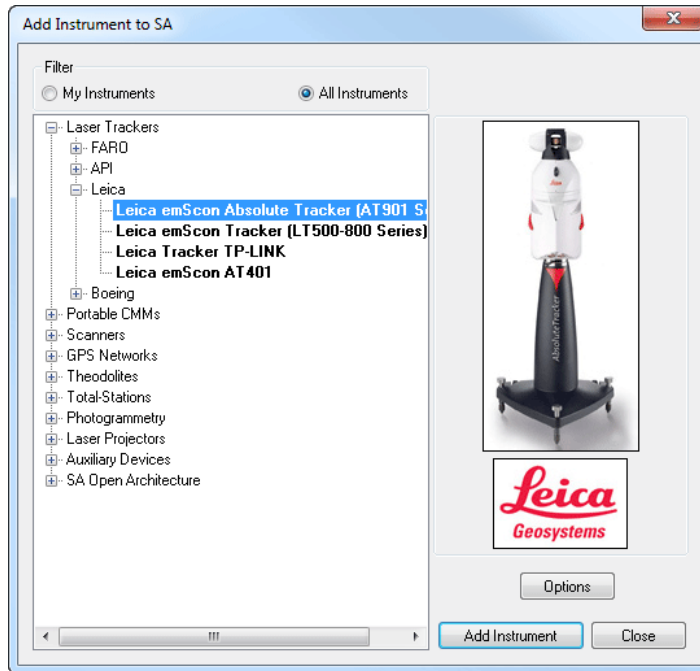 Add Instrument to SA
Filter
My Instruments
All Instruments
Laser Trackers
FARO
API
Leica
Leica emScon Absolute Tracker (AT901 S
Leica emScon Tracker (LT500-800 Series)
Leica Tracker TP-LINK
Leica emScon AT401
Boeing
Portable CMMs
Scanners
GPS Networks
Theodolites
Total-Stations
Photogrammetry
Laser Projectors
Auxiliary Devices
SA Open Architecture
AbsoluteTracker
Leica
Geosystems
Options
Add Instrument
Close